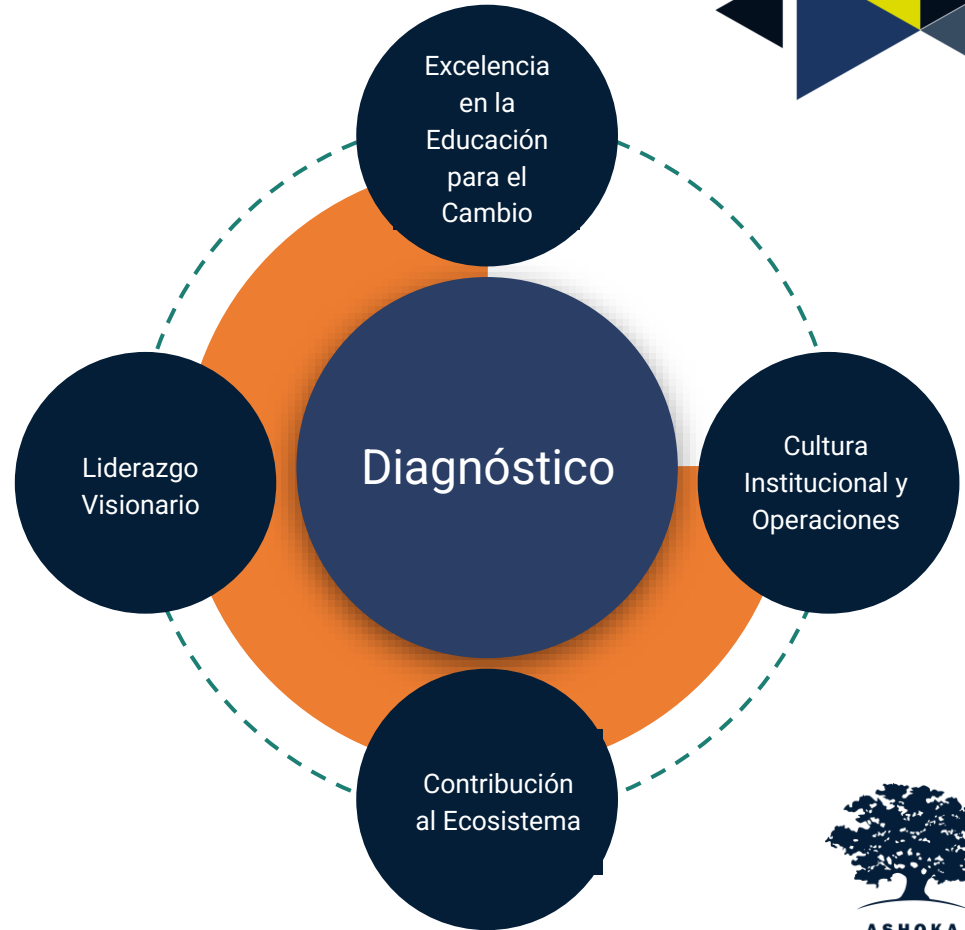 Excelencia
en la
Educación
para el
Cambio
Liderazgo
Visionario
Diagnóstico
Cultura
Institucional y
Operaciones
Contribución
al Ecosistema
ASHOKA